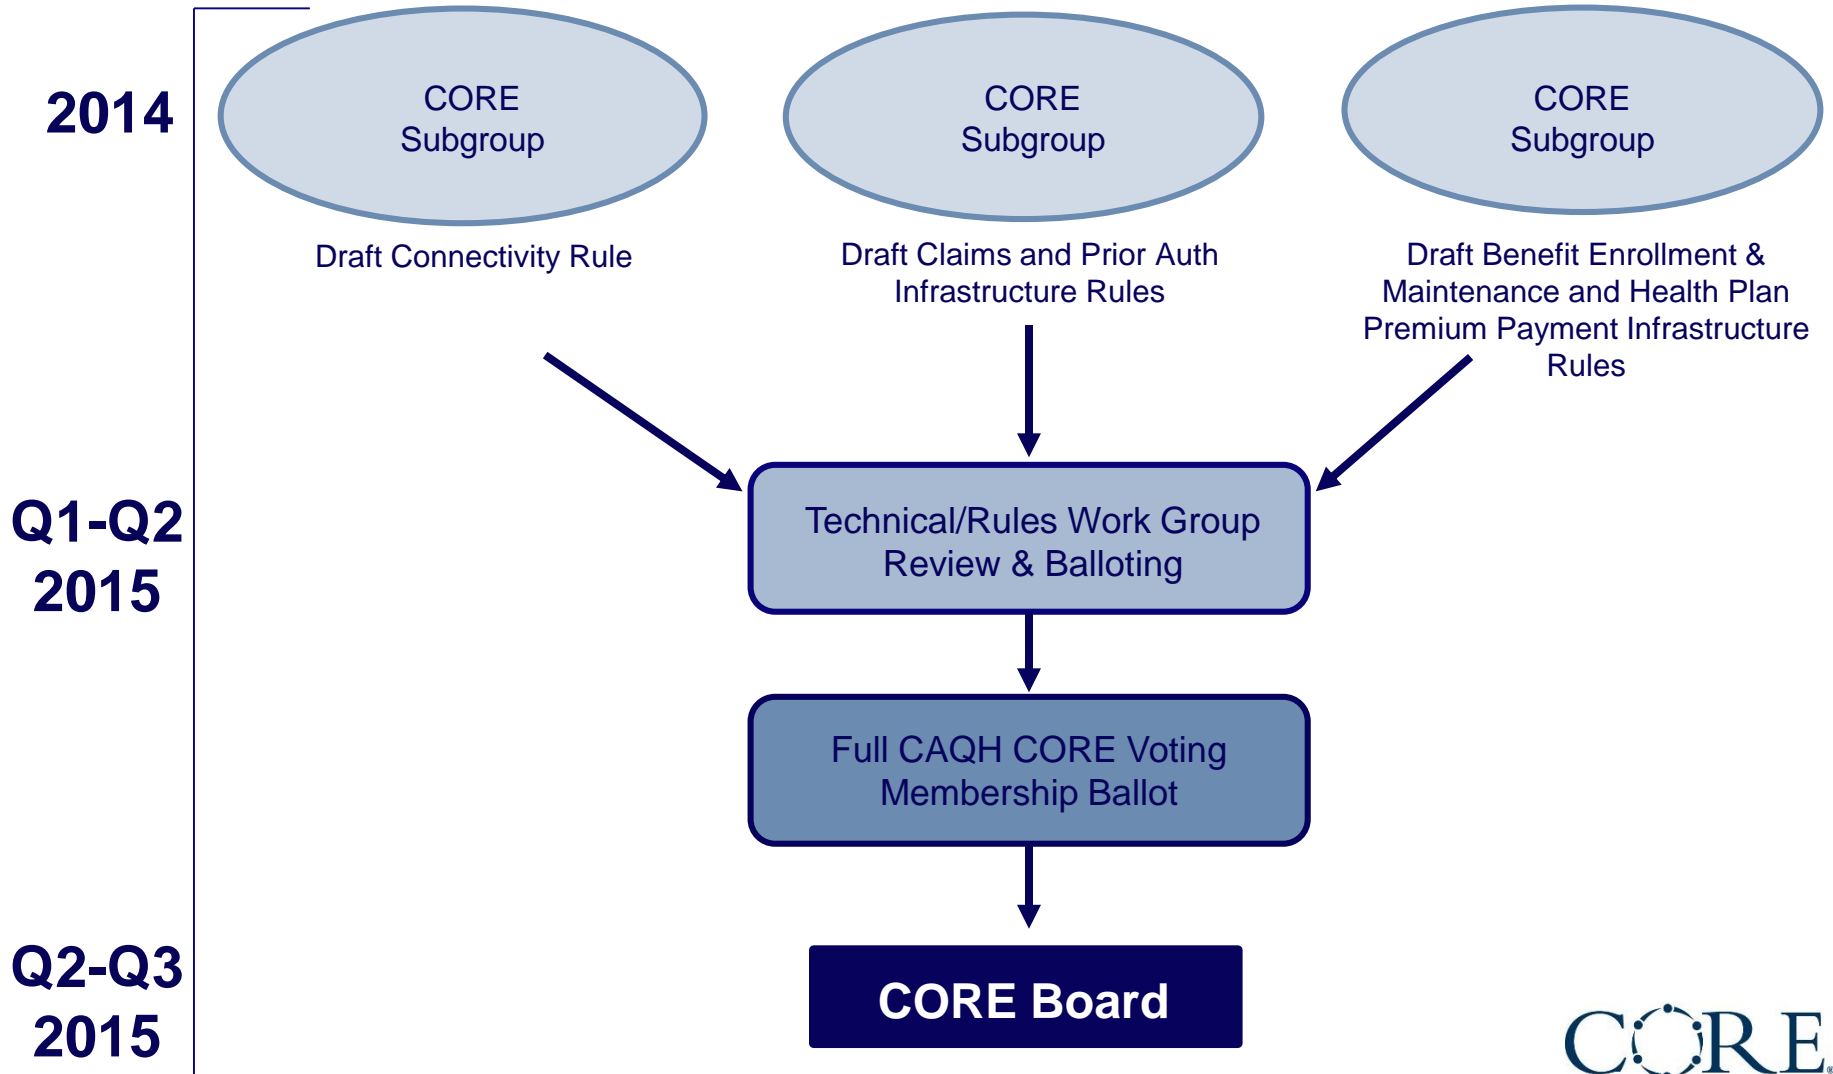 2014
CORE
Subgroup
CORE
Subgroup
CORE
Subgroup
Draft Connectivity Rule
Draft Claims and Prior Auth
Infrastructure Rules
Draft Benefit Enrollment &
Maintenance and Health Plan
Premium Payment Infrastructure
Rules
Q1-Q2
2015
Technical/Rules Work Group
Review & Balloting
Full CAQH CORE Voting
Membership Ballot
Q2-Q3
2015
CORE Board
CORE®